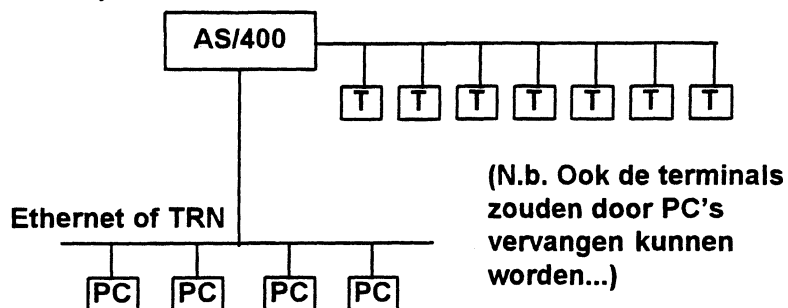 AS/400
T T T T T T T
(N.b. Ook de terminals
zouden door PC's
vervangen kunnen
worden...)
Ethernet of TRN
PC PC PC PC